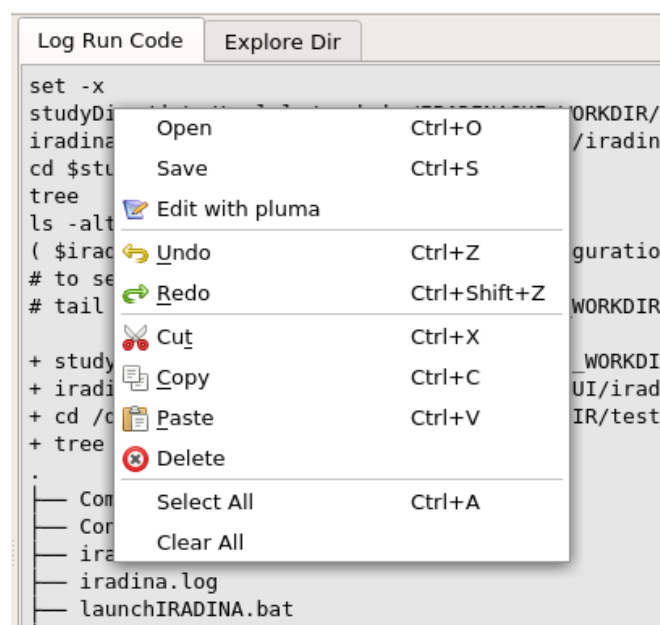 Log Run Code Explore Dir
set -x
Open Ctrl+O
Save Ctrl+S
Edit with pluma
Undo Ctrl+Z
Redo Ctrl+Shift+Z
Cut Ctrl+X
Copy Ctrl+C
Paste Ctrl+V
Delete
Select All Ctrl+A
Clear All
studyDi WORKDIR/
iradina /iradin
cd $stu
tree
ls -alt
( $irad guratio
# to se
# tail WORKDIR
+ study _WORKDI
+ iradi UI/irad
+ cd /d IR/test
+ tree
.
├── Com
├── Con
├── ira
├── iradina.log
├── launchIRADINA.bat